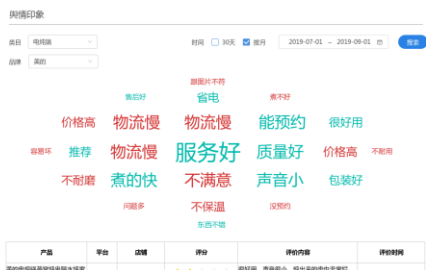 舆情印象
类目 电炖锅 时间 30天 按月 2019-07-01 – 2019-09-01 搜索
品牌 美的
跟图片不符
售后好 省电 煮不好
价格高 物流慢 物流慢 能预约 很好用
容易坏 推荐 物流慢 服务好 质量好 价格高 不耐用
不耐磨 煮的快 不满意 声音小 包装好
问题多 不保温 没预约
东西不错
产品 平台 店铺 评分 评价内容 评价时间